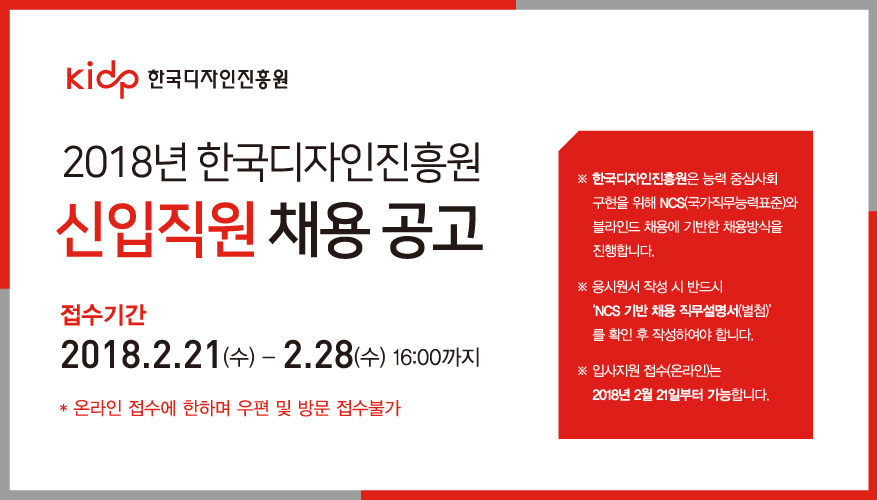 kidp 한국디자인진흥원
2018년 한국디자인진흥원
신입직원 채용 공고
접수기간
2018.2.21(수) – 2.28(수) 16:00까지
* 온라인 접수에 한하며 우편 및 방문 접수불가
※ 한국디자인진흥원은 능력 중심사회
구현을 위해 NCS(국가직무능력표준)와
블라인드 채용에 기반한 채용방식을
진행합니다.
※ 응시원서 작성 시 반드시
‘NCS 기반 채용 직무설명서(별첨)’
를 확인 후 작성하여야 합니다.
※ 입사지원 접수(온라인)는
2018년 2월 21일부터 가능합니다.